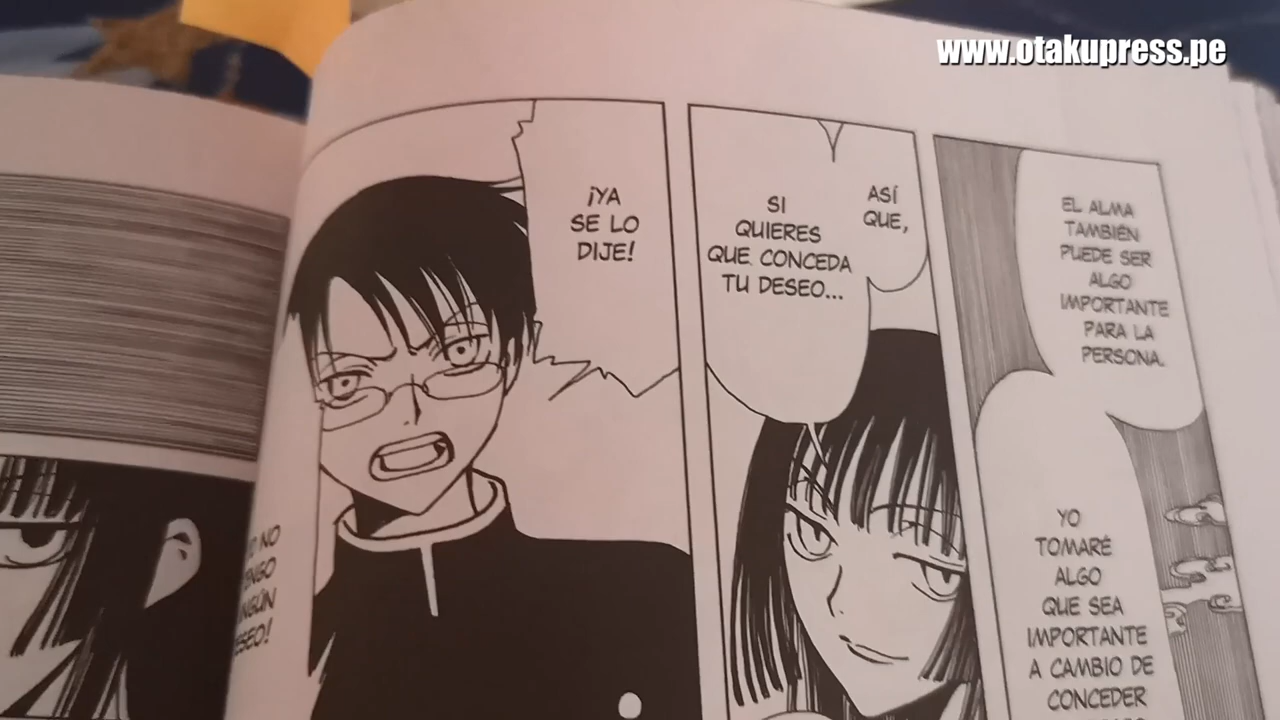 www.otakupress.pe
EL ALMA
TAMBIÉN
PUEDE SER
ALGO
IMPORTANTE
PARA LA
PERSONA.
YO
TOMARÉ
ALGO
QUE SEA
IMPORTANTE
A CAMBIO DE
CONCEDER
ASÍ
QUE,
SI
QUIERES
QUE CONCEDA
TU DESEO...
¡YA
SE LO
DIJE!
NO